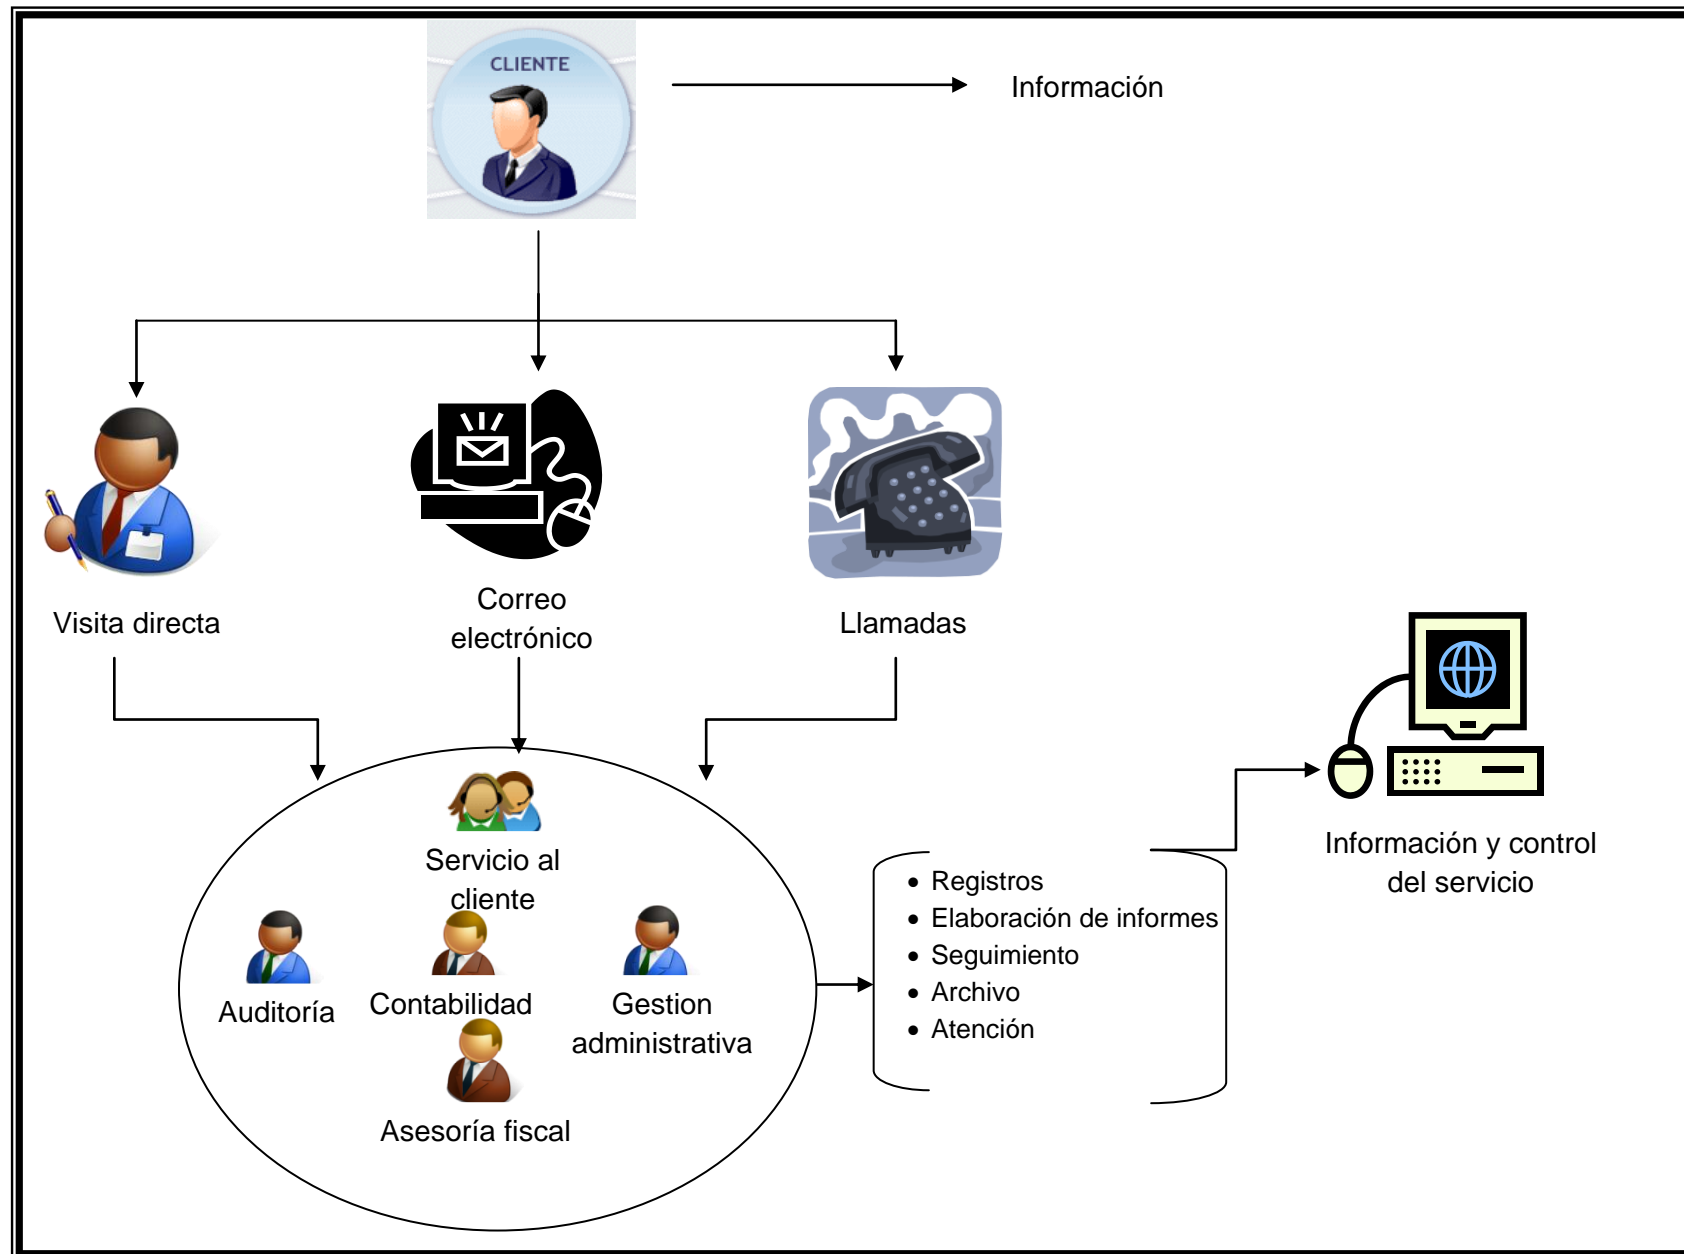 CLIENTE
Información
Visita directa
Correo
electrónico
Llamadas
Servicio al
cliente
Auditoría
Contabilidad
Gestion
administrativa
Asesoría fiscal
• Registros
• Elaboración de informes
• Seguimiento
• Archivo
• Atención
Información y control
del servicio